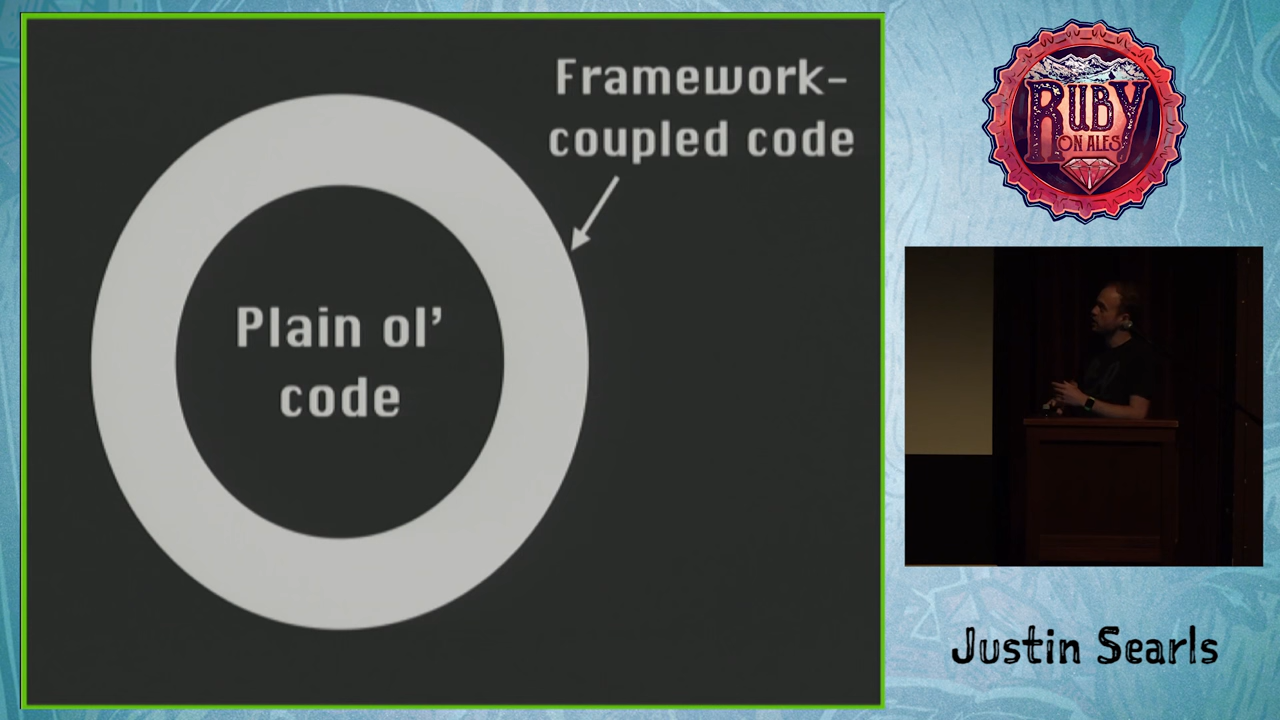 Framework-
coupled code
Plain ol’
code
RUBY
ON ALES
Justin Searls